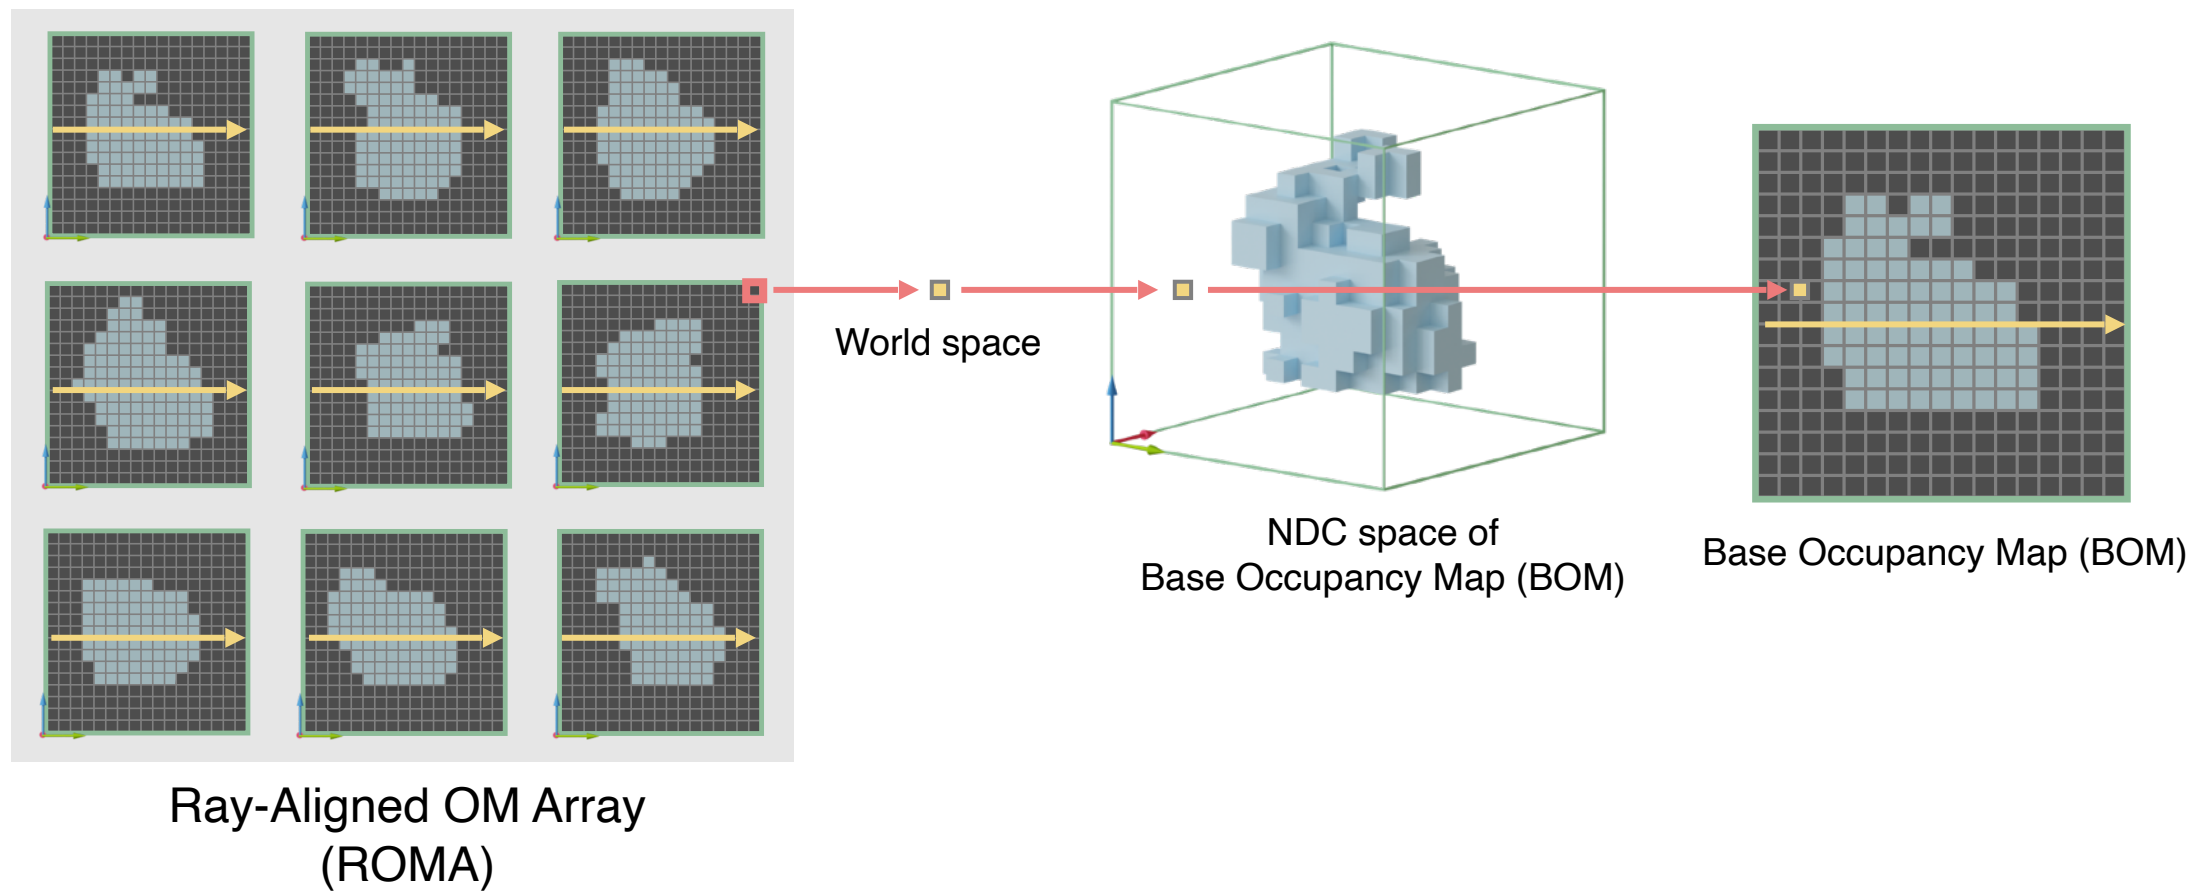 World space
NDC space of
Base Occupancy Map (BOM)
Base Occupancy Map (BOM)
Ray-Aligned OM Array
(ROMA)